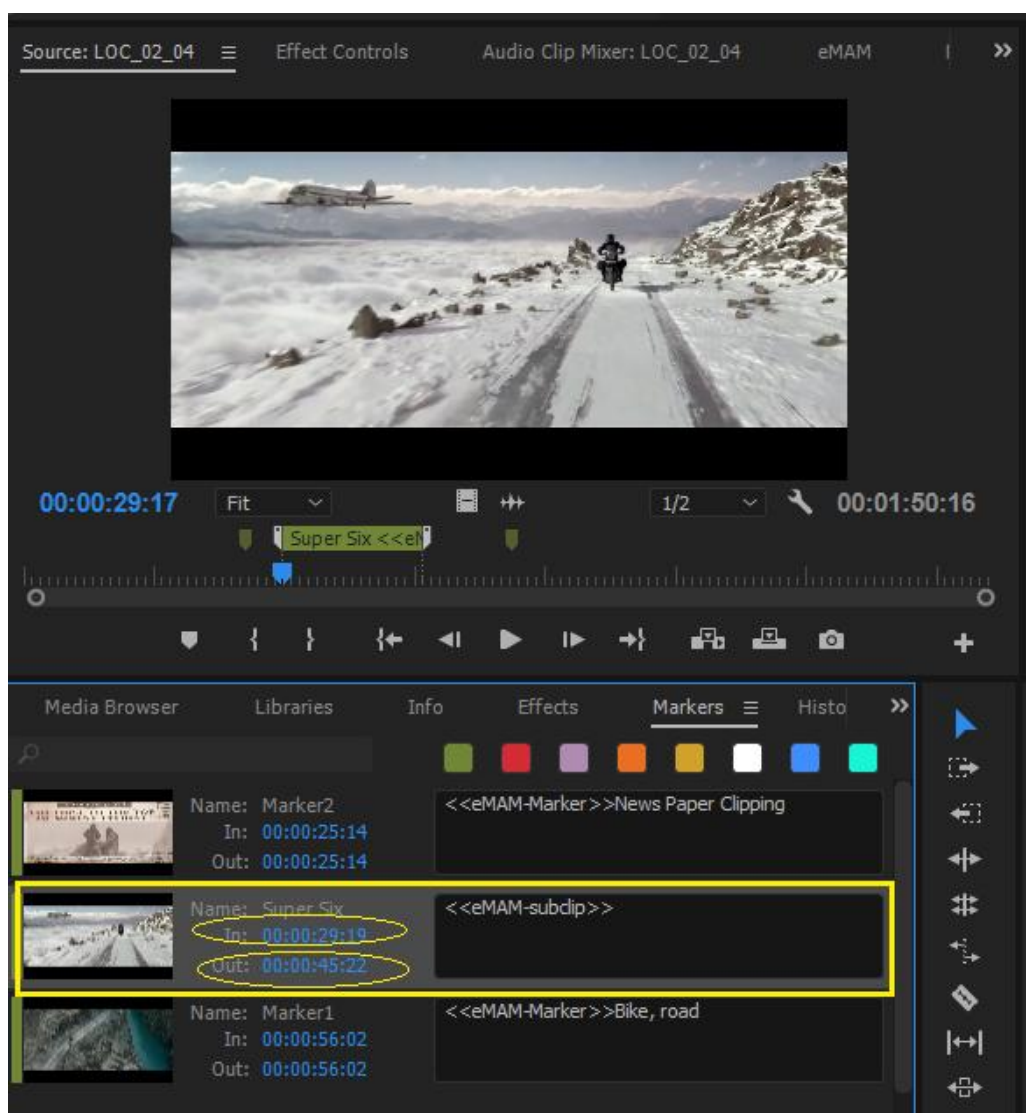 Source: LOC_02_04
Effect Controls
Audio Clip Mixer: LOC_02_04
eMAM
00:00:29:17
Fit
1/2
00:01:50:16
Super Six <<eM
Media Browser
Libraries
Info
Effects
Markers
Histo
Name: Marker2
In: 00:00:25:14
Out: 00:00:25:14
<<eMAM-Marker>>News Paper Clipping
Name: Super Six
In: 00:00:29:19
Out: 00:00:45:22
<<eMAM-subclip>>
Name: Marker1
In: 00:00:56:02
Out: 00:00:56:02
<<eMAM-Marker>>Bike, road